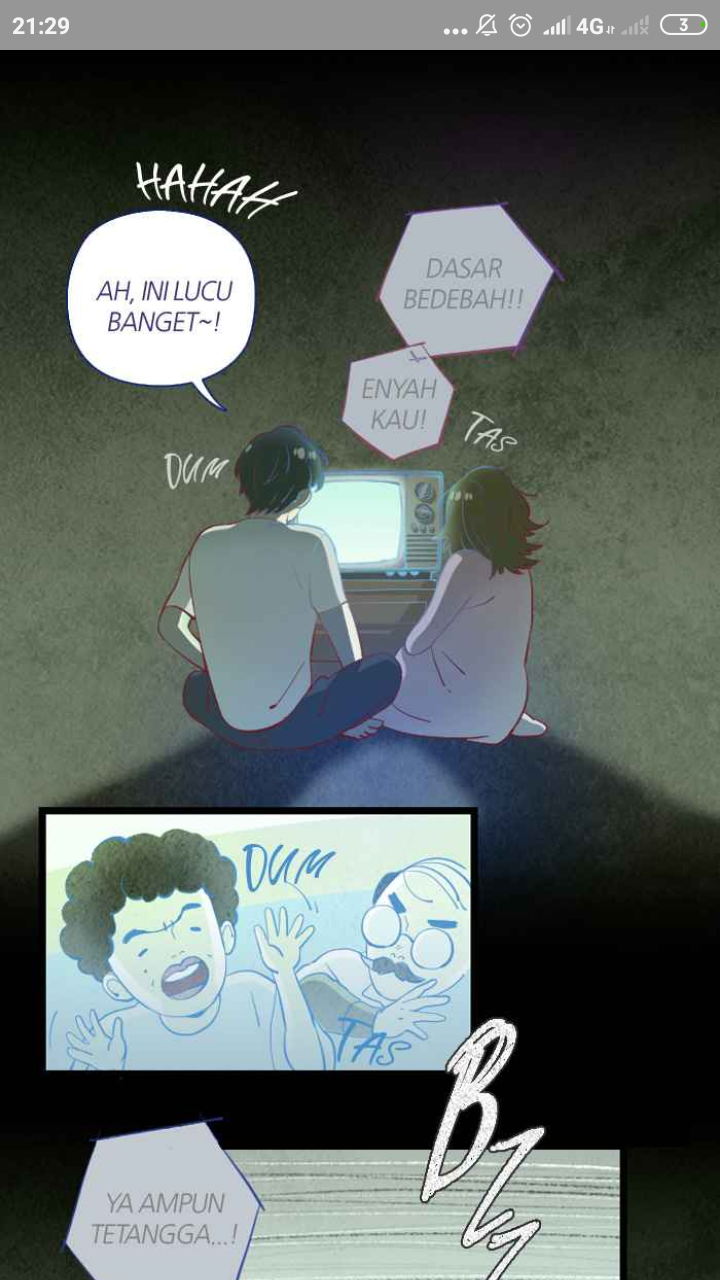 21:29
4G
3
HAHAH
AH, INI LUCU
BANGET~!
DASAR
BEDEBAH!!
ENYAH
KAU!
TAS
DUM
DUM
TAS
BZZ
YA AMPUN
TETANGGA...!